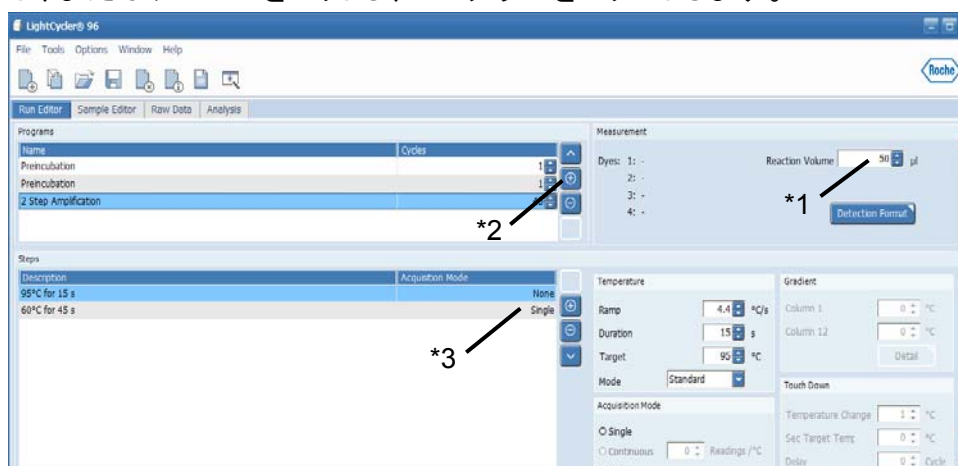 LightCycler® 96
File Tools Options Window Help
Roche
Run Editor Sample Editor Raw Data Analysis
Programs
Name Cycles
Preincubation 1
Preincubation 1
2 Step Amplification
*2
Measurement
Dyes: 1: -
2: -
3: -
4: -
Reaction Volume 50 µl
*1
Detection Format
Steps
Description Acquisition Mode
95°C for 15 s None
60°C for 45 s Single
*3
Temperature
Ramp 4.4 °C/s
Duration 15 s
Target 95 °C
Mode Standard
Acquisition Mode
Single
Continuous 0 Readings /°C
Gradient
Column 1 0 °C
Column 12 0 °C
Detail
Touch Down
Temperature Change 1 °C
Sec Target Temp 0 °C
Delay 0 Cycle